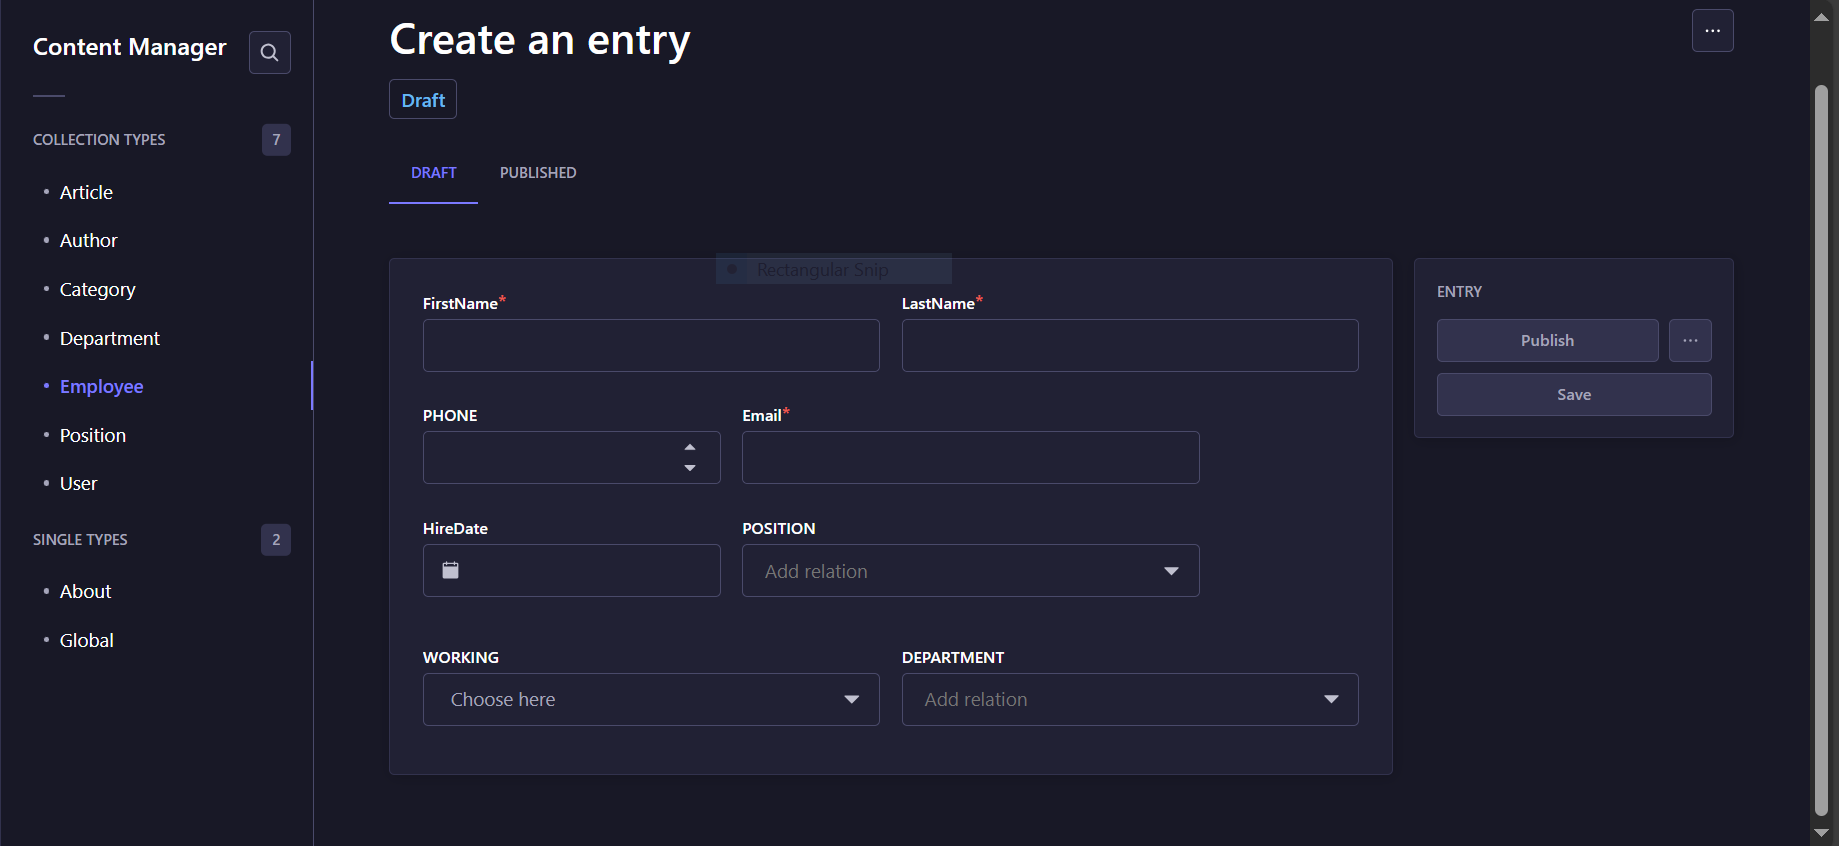 Content Manager
COLLECTION TYPES 7
Article
Author
Category
Department
Employee
Position
User
SINGLE TYPES 2
About
Global
Create an entry
Draft
DRAFT PUBLISHED
Rectangular Snip
FirstName* LastName*
PHONE Email*
HireDate POSITION
Add relation
WORKING DEPARTMENT
Choose here Add relation
ENTRY
Publish
Save